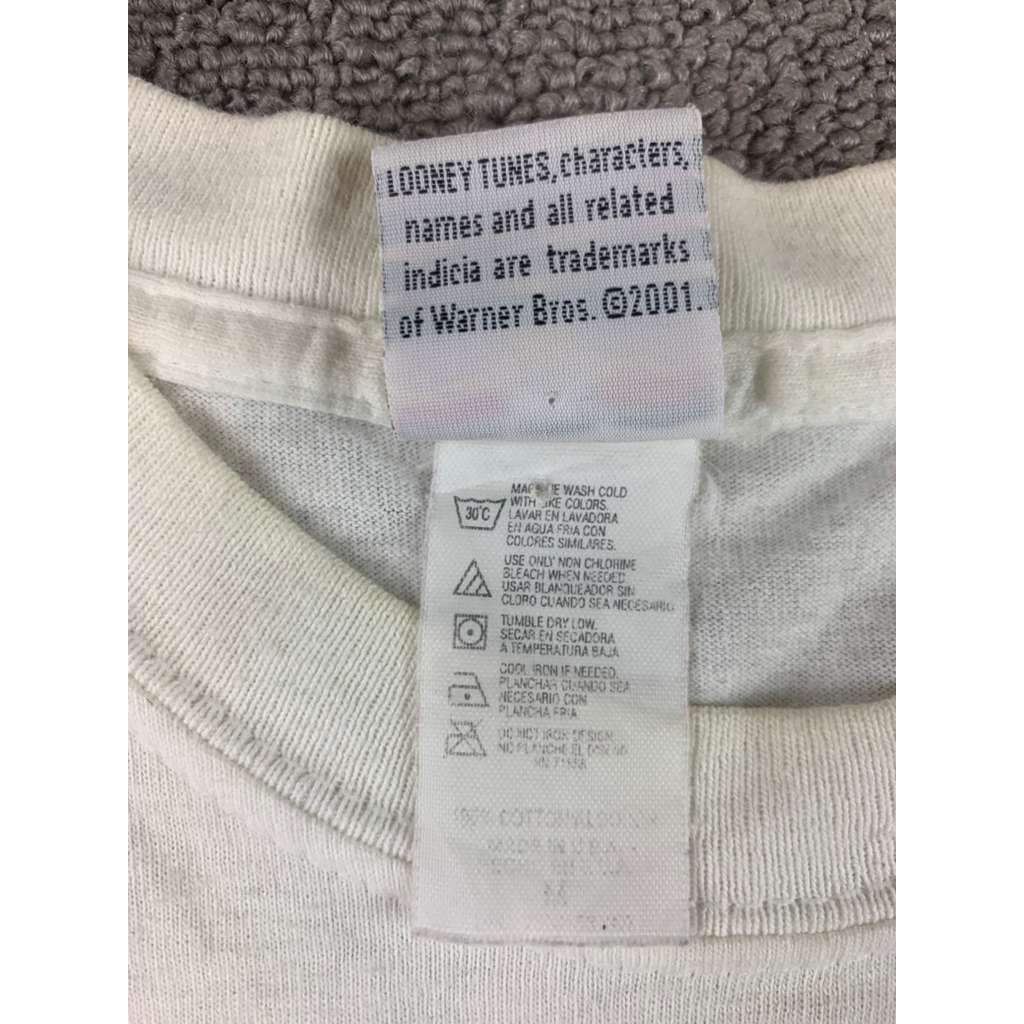 LOONEY TUNES, characters,
names and all related
indicia are trademarks
of Warner Bros. ©2001.
30°C
WASH COLD
WITH COLORS.
LAVAR EN LAVADORA
EN AGUA FRIA CON
COLORES SIMILARES.
USE ONLY NON CHLORINE
BLEACH WHEN NEEDED
USAR BLANQUEADOR SIN
CLORO CUANDO SEA NECESARIO
TUMBLE DRY LOW.
SECAR EN SECADORA
A TEMPERATURA BAJA
COOL IRON IF NEEDED.
PLANCHAR CUANDO SEA
NECESARIO CON
PLANCHA FRIA
DO NOT IRON DESIGN
NO PLANCHE EL